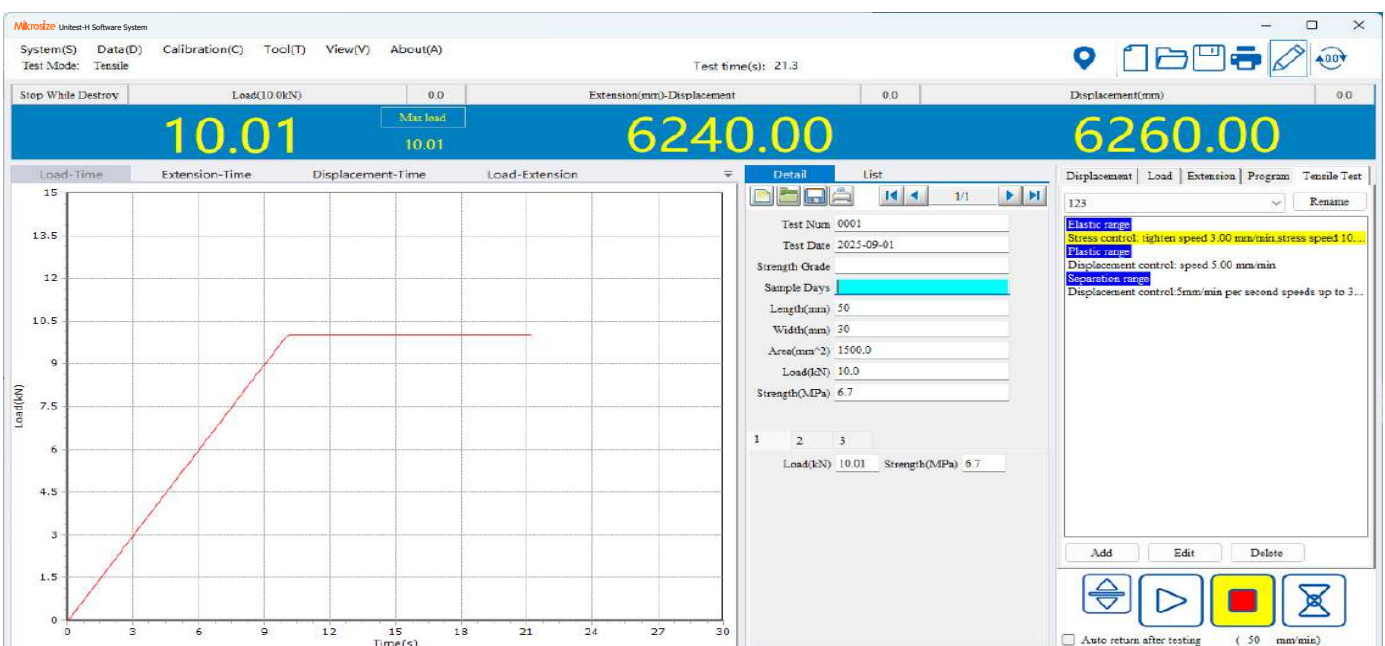 Mikrosize Unitest-H Software System
System(S) Data(D) Calibration(C) Tool(T) View(V) About(A)
Test Mode: Tensile
Test time(s): 21.3
Stop While Destroy Load(10.0kN) 0.0 Extension(mm)-Displacement 0.0 Displacement(mm) 0.0
10.01 Max load 10.01 6240.00 6260.00
Load-Time Extension-Time Displacement-Time Load-Extension
15
13.5
12
10.5
9
7.5
6
4.5
3
1.5
0
Load(kN)
0 3 6 9 12 15 18 21 24 27 30
Time(s)
Detail List
1/1
Test Num 0001
Test Date 2025-09-01
Strength Grade
Sample Days
Length(mm) 50
Width(mm) 30
Area(mm^2) 1500.0
Load(kN) 10.0
Strength(MPa) 6.7
1 2 3
Load(kN) 10.01 Strength(MPa) 6.7
Displacement Load Extension Program Tensile Test
123 Rename
Elastic range
Stress control: tighten speed 3.00 mm/min,stress speed 10....
Plastic range
Displacement control: speed 5.00 mm/min
Separation range
Displacement control:5mm/min per second speeds up to 3...
Add Edit Delete
Auto return after testing ( 50 mm/min)
0.0